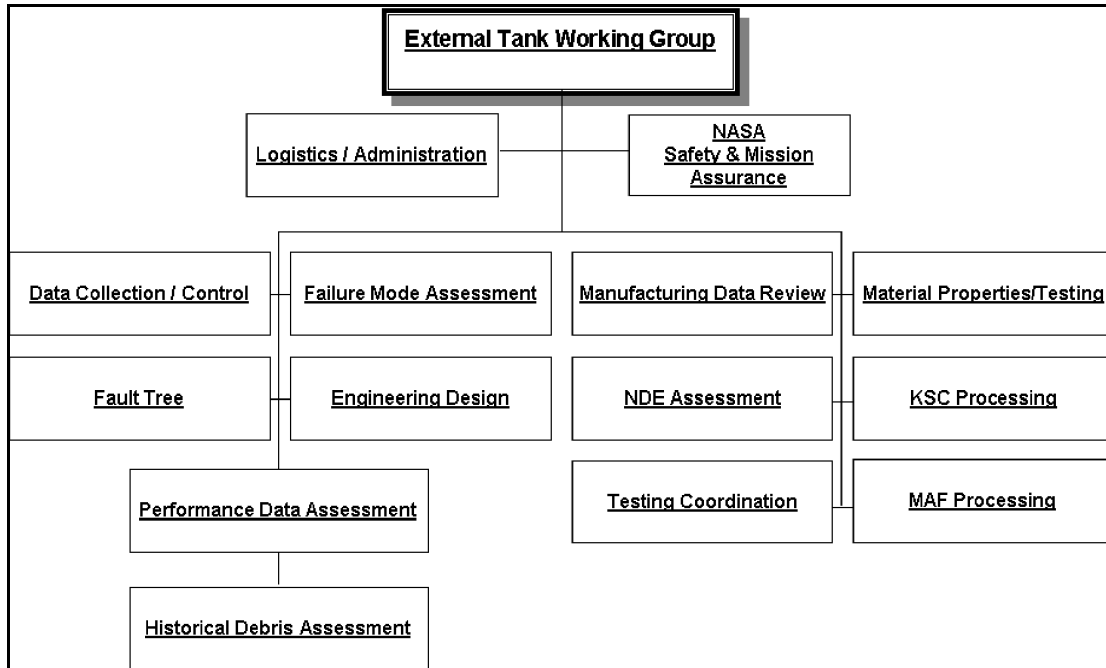 External Tank Working Group
Logistics / Administration
NASA
Safety & Mission
Assurance
Data Collection / Control
Failure Mode Assessment
Manufacturing Data Review
Material Properties/Testing
Fault Tree
Engineering Design
NDE Assessment
KSC Processing
Performance Data Assessment
Testing Coordination
MAF Processing
Historical Debris Assessment